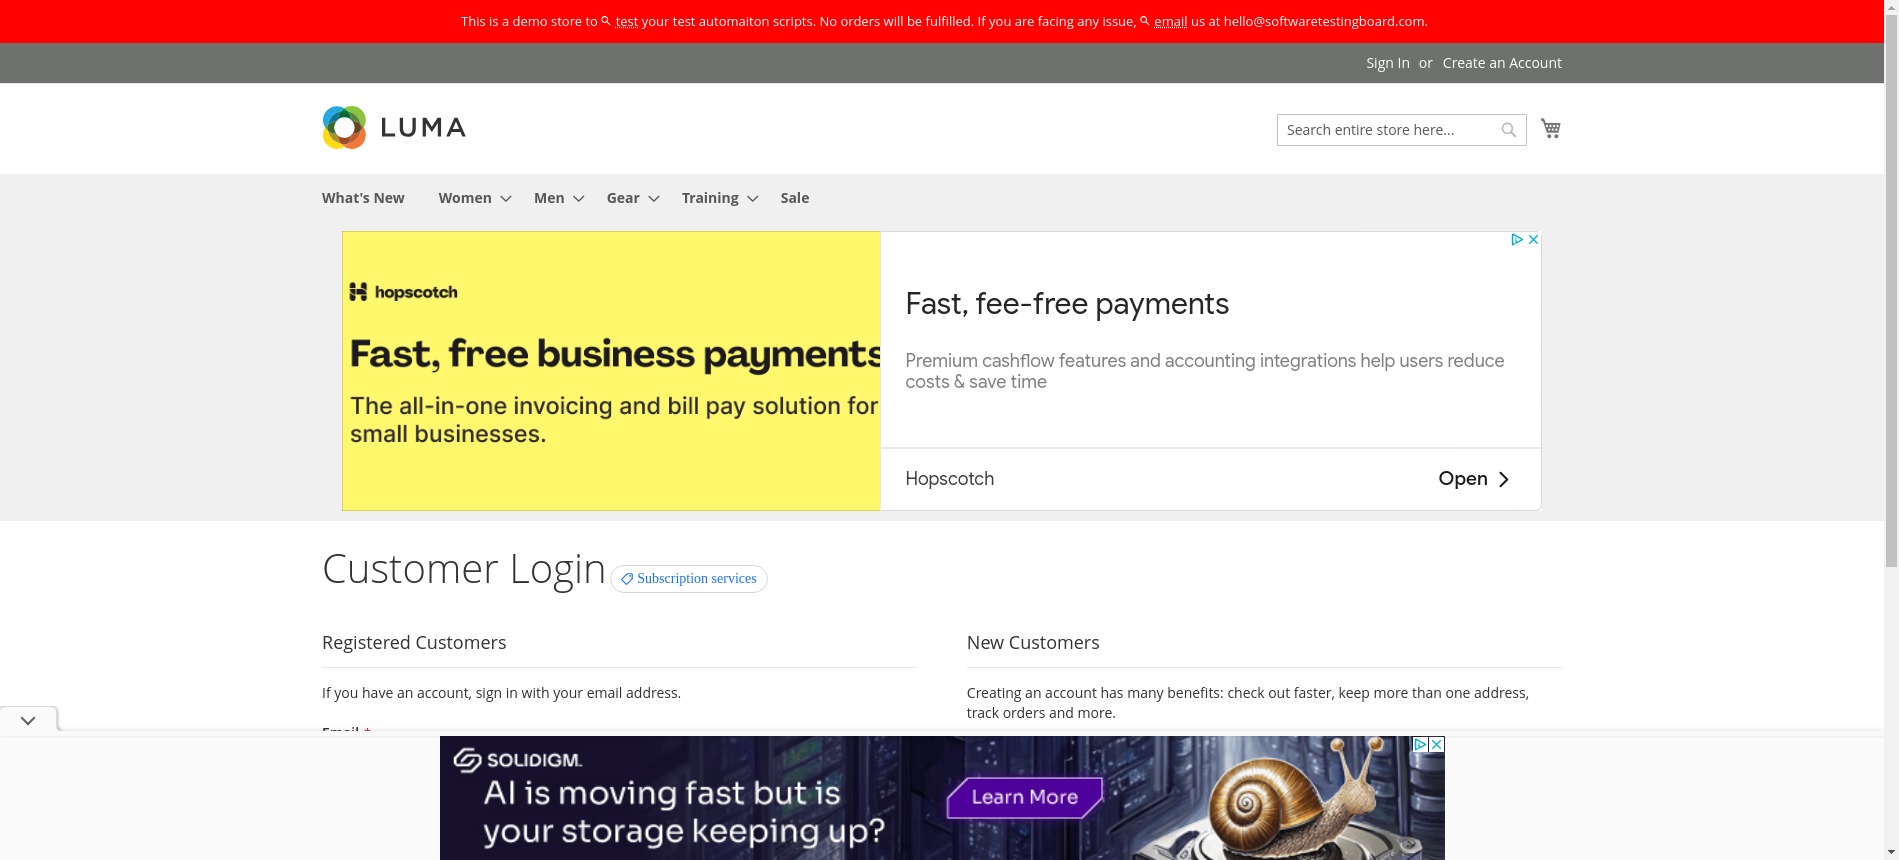 This is a demo store to test your test automaiton scripts. No orders will be fulfilled. If you are facing any issue, email us at hello@softwaretestingboard.com.
Sign In or Create an Account
LUMA
Search entire store here...
What's New Women Men Gear Training Sale
hopscotch
Fast, free business payments
The all-in-one invoicing and bill pay solution for
small businesses.
Fast, fee-free payments
Premium cashflow features and accounting integrations help users reduce
costs & save time
Hopscotch
Open
Customer Login
Subscription services
Registered Customers
If you have an account, sign in with your email address.
Email *
New Customers
Creating an account has many benefits: check out faster, keep more than one address,
track orders and more.
SOLIDIGM
AI is moving fast but is
your storage keeping up?
Learn More